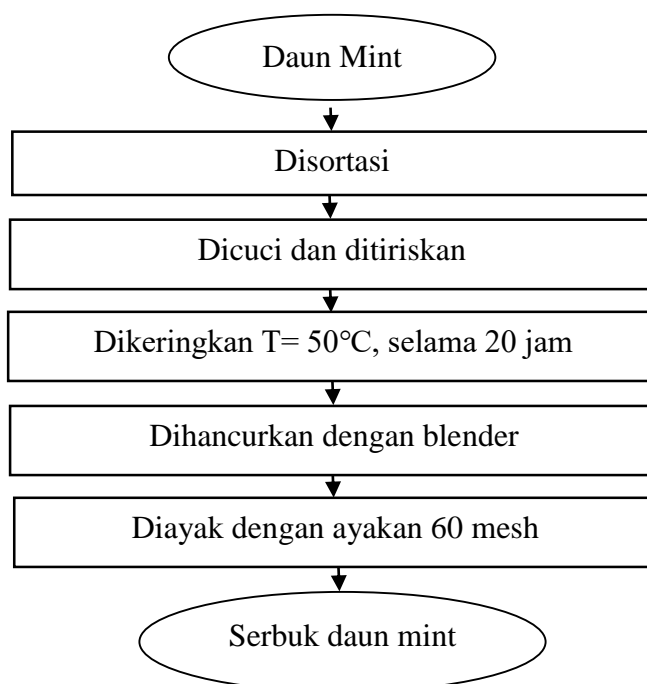 Daun Mint
Disortasi
Dicuci dan ditiriskan
Dikeringkan T= 50°C, selama 20 jam
Dihancurkan dengan blender
Diayak dengan ayakan 60 mesh
Serbuk daun mint